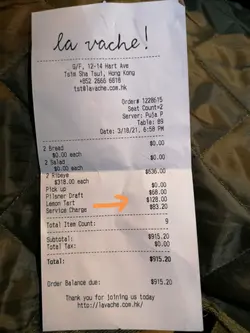 la vache!
G/F, 12-14 Hart Ave
Tsim Sha Tsui, Hong Kong
+852 2666 6618
tst@lavache.com.hk
Order# 1228615
Seat Count=2
Server: Puja P
Table: B9
Date: 3/18/21, 6:58 PM
2 Bread $0.00
$0.00 each
2 Salad $0.00
$0.00 each
2 Ribeye $636.00
$318.00 each
Pick up $0.00
Pilsner Draft $68.00
Lemon Tart $128.00
Service Charge $83.20
Total Item Count: 9
Subtotal: $915.20
Total Tax: $0.00
Total: $915.20
Order Balance due: $915.20
Thank you for joining us today
http://lavache.com.hk/